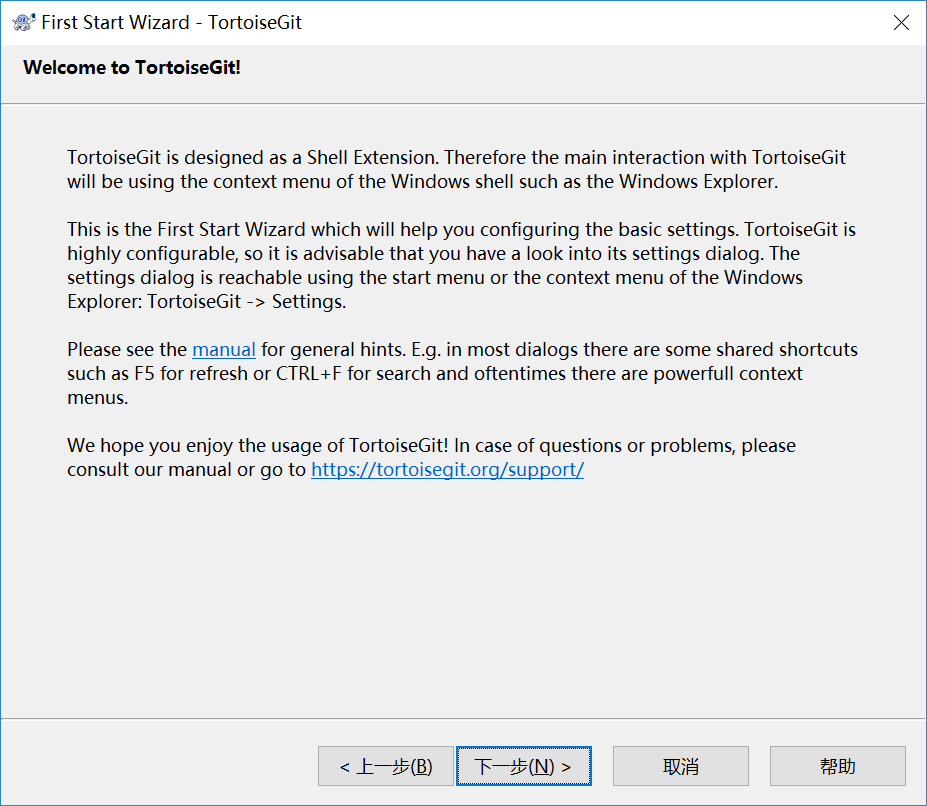 First Start Wizard - TortoiseGit
Welcome to TortoiseGit!
TortoiseGit is designed as a Shell Extension. Therefore the main interaction with TortoiseGit
will be using the context menu of the Windows shell such as the Windows Explorer.
This is the First Start Wizard which will help you configuring the basic settings. TortoiseGit is
highly configurable, so it is advisable that you have a look into its settings dialog. The
settings dialog is reachable using the start menu or the context menu of the Windows
Explorer: TortoiseGit -> Settings.
Please see the manual for general hints. E.g. in most dialogs there are some shared shortcuts
such as F5 for refresh or CTRL+F for search and oftentimes there are powerfull context
menus.
We hope you enjoy the usage of TortoiseGit! In case of questions or problems, please
consult our manual or go to https://tortoisegit.org/support/
< 上一步(B) 下一步(N) > 取消 帮助